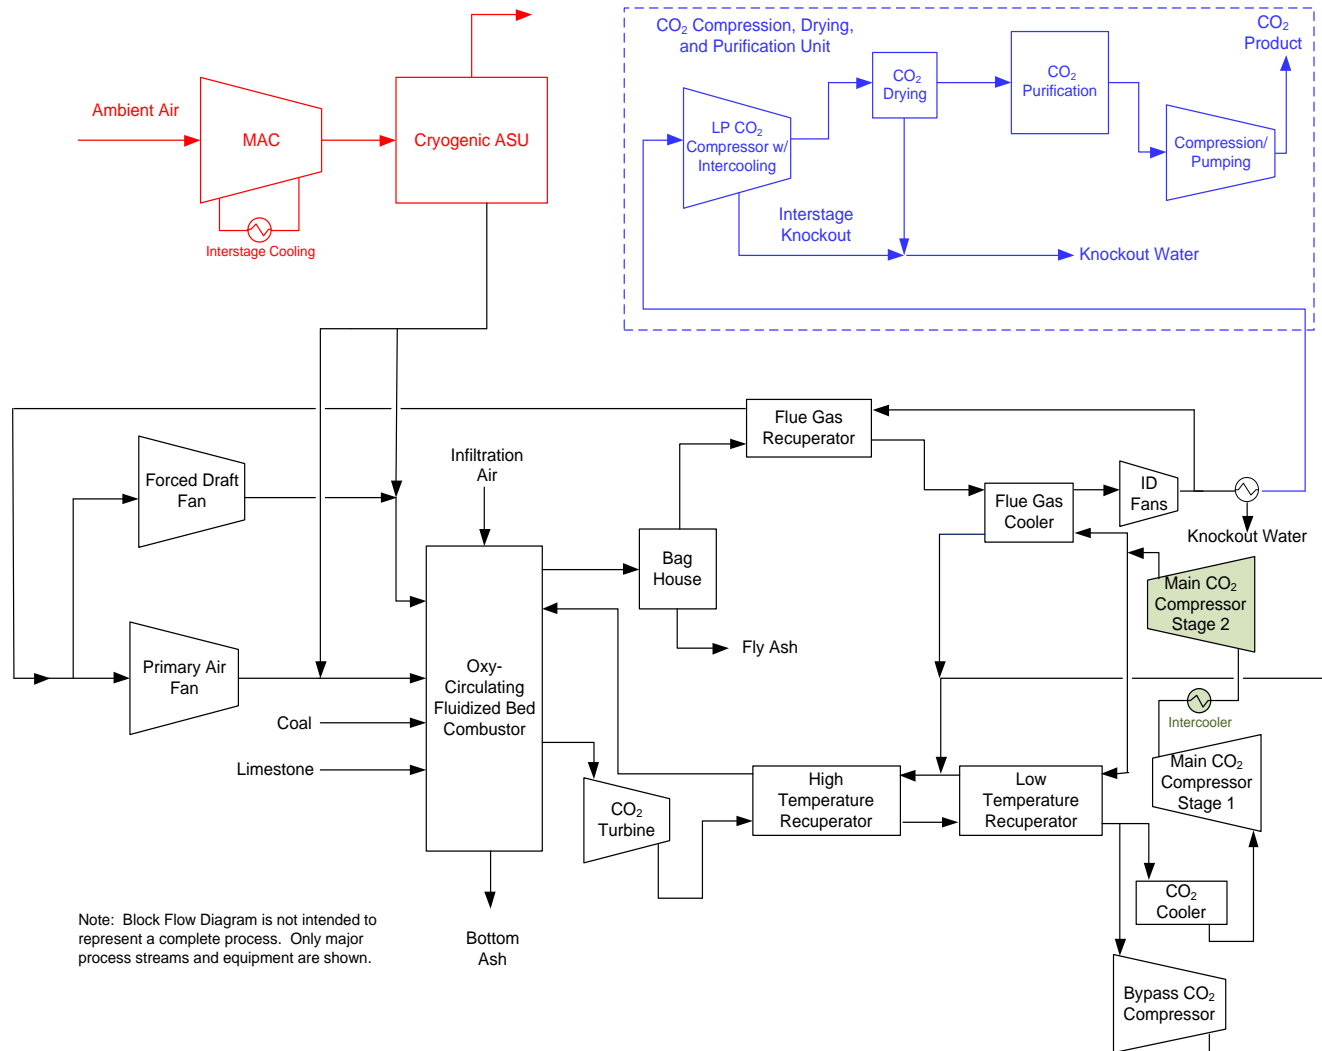 CO2 Compression, Drying,
and Purification Unit
CO2
Product
Ambient Air
MAC
Cryogenic ASU
Interstage Cooling
LP CO2
Compressor w/
Intercooling
CO2
Drying
CO2
Purification
Compression/
Pumping
Interstage
Knockout
Knockout Water
Flue Gas
Recuperator
Forced Draft
Fan
Infiltration
Air
Flue Gas
Cooler
ID
Fans
Knockout Water
Bag
House
Main CO2
Compressor
Stage 2
Fly Ash
Primary Air
Fan
Oxy-
Circulating
Fluidized Bed
Combustor
Coal
Limestone
Intercooler
Main CO2
Compressor
Stage 1
CO2
Turbine
High
Temperature
Recuperator
Low
Temperature
Recuperator
CO2
Cooler
Note: Block Flow Diagram is not intended to
represent a complete process. Only major
process streams and equipment are shown.
Bottom
Ash
Bypass CO2
Compressor